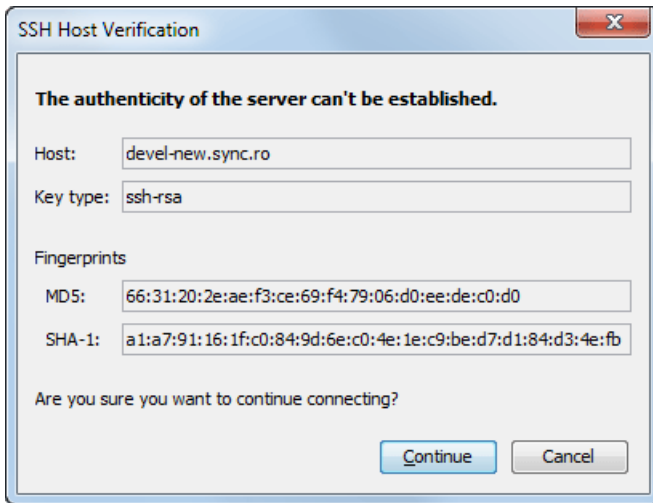 SSH Host Verification
The authenticity of the server can't be established.
Host: devel-new.sync.ro
Key type: ssh-rsa
Fingerprints
MD5: 66:31:20:2e:ae:f3:ce:69:f4:79:06:d0:ee:de:c0:d0
SHA-1: a1:a7:91:16:1f:c0:84:9d:6e:c0:4e:1e:c9:be:d7:d1:84:d3:4e:fb
Are you sure you want to continue connecting?
Continue Cancel